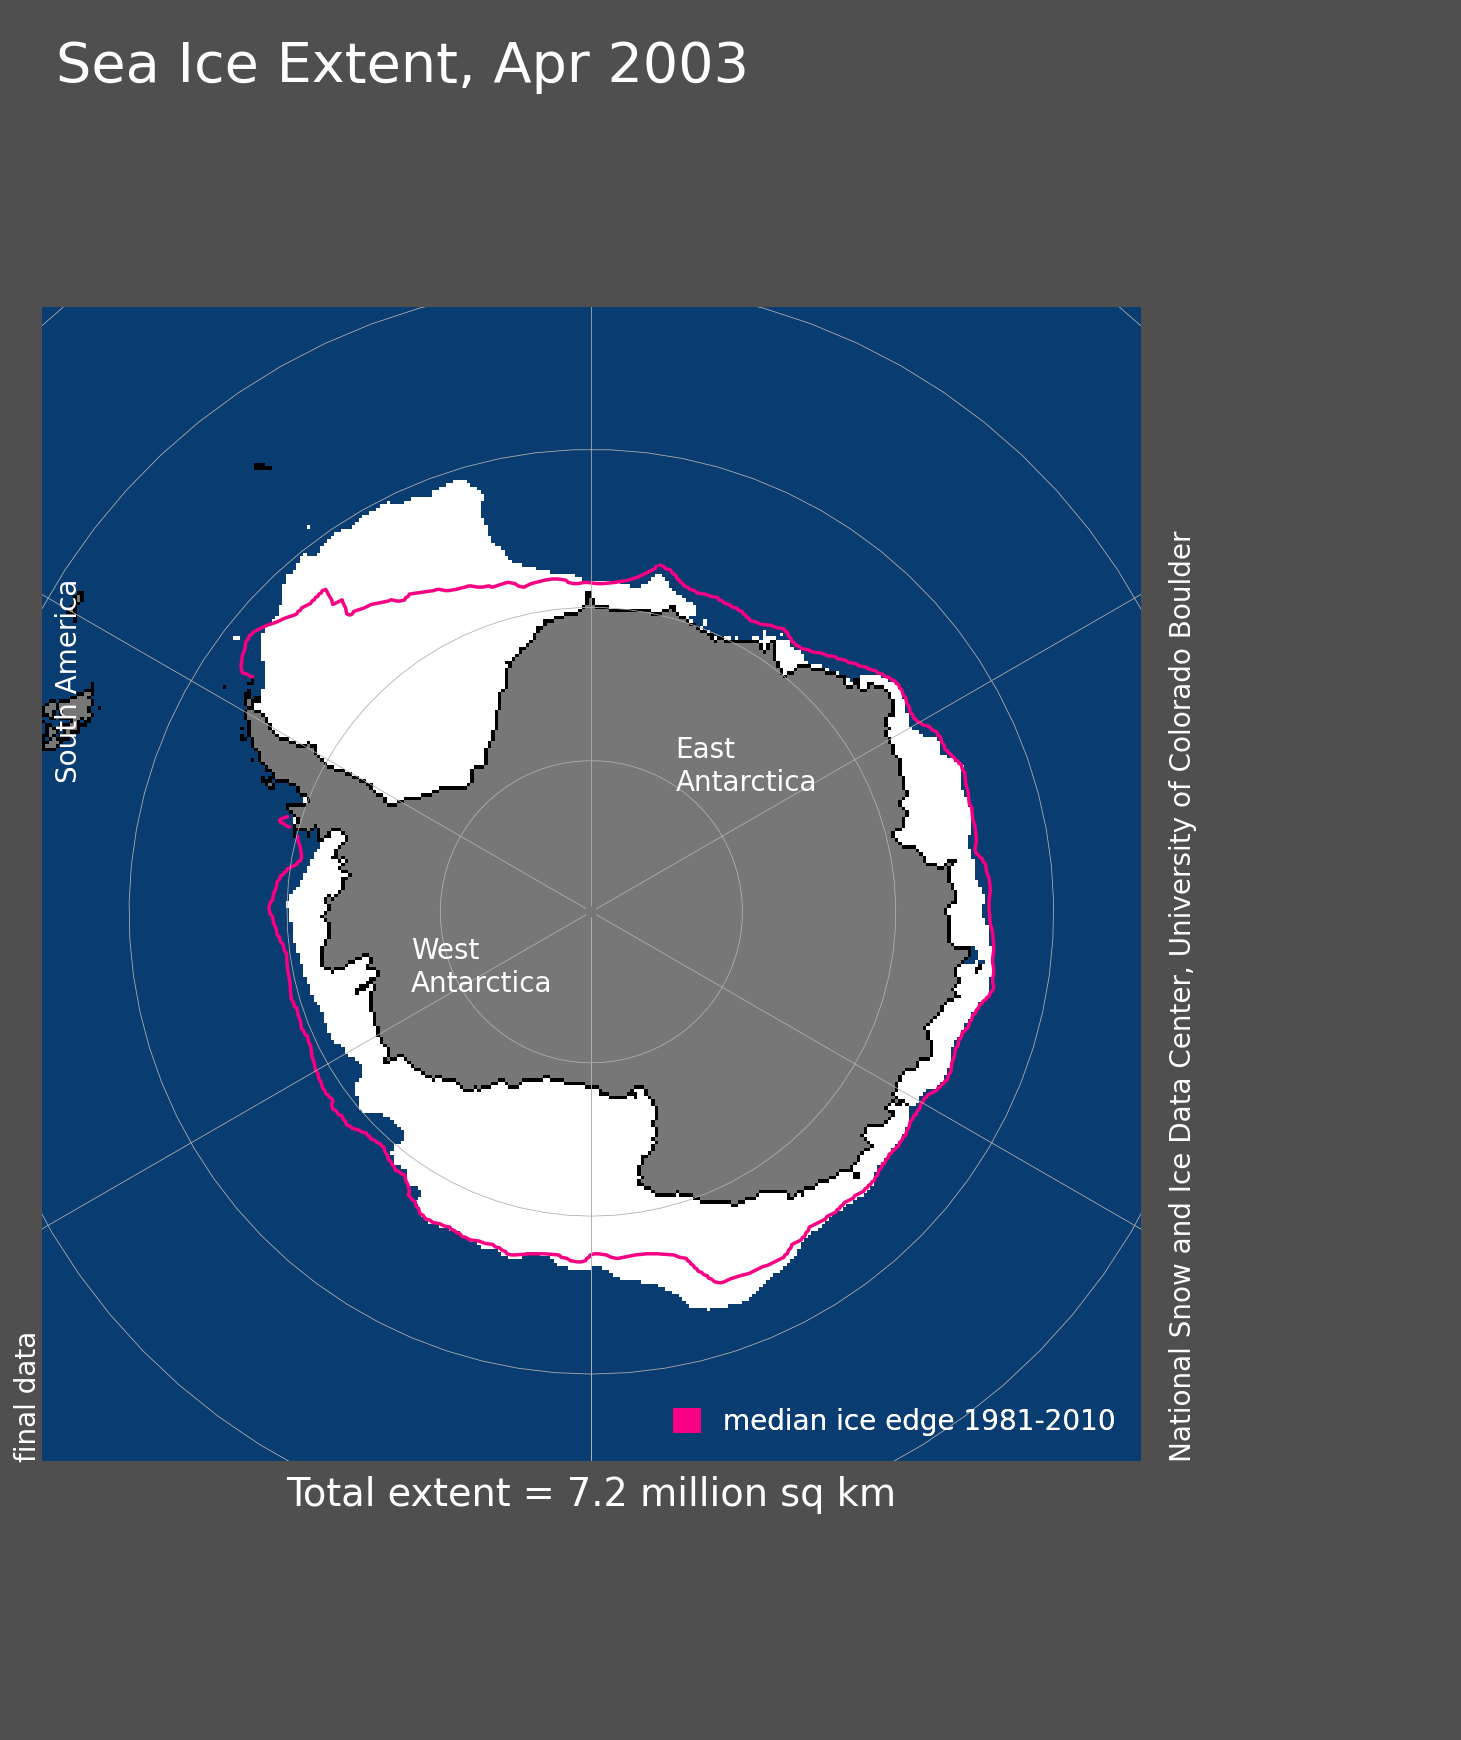 Sea Ice Extent, Apr 2003
South America
East
Antarctica
West
Antarctica
median ice edge 1981-2010
final data
National Snow and Ice Data Center, University of Colorado Boulder
Total extent = 7.2 million sq km